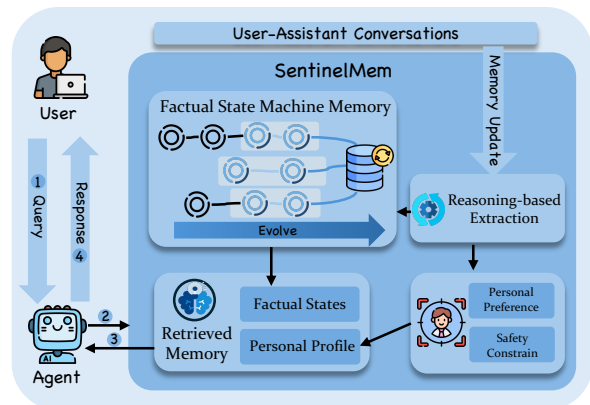 User-Assistant Conversations
SentinelMem
Memory Update
User
Factual State Machine Memory
Evolve
Reasoning-based
Extraction
1 Query
Response 4
2
3
AI
Agent
Retrieved
Memory
Factual States
Personal Profile
Personal
Preference
Safety
Constrain